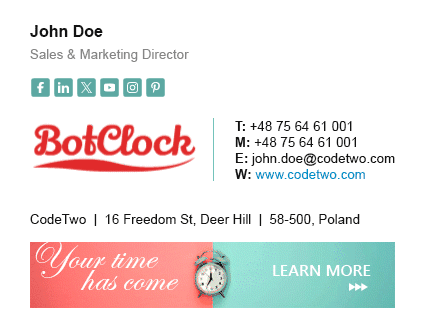 John Doe
Sales & Marketing Director
BotClock
T: +48 75 64 61 001
M: +48 75 64 61 001
E: john.doe@codetwo.com
W: www.codetwo.com
CodeTwo | 16 Freedom St, Deer Hill | 58-500, Poland
Your time
has come
LEARN MORE